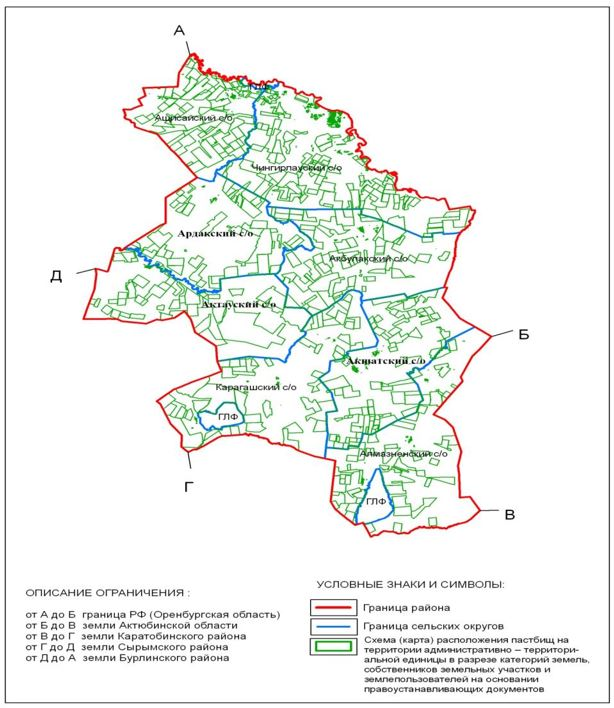 А
ГЛФ
Ащисайский с/о
Чингирлауский с/о
Ардакский с/о
Акбулакский с/о
Д
Актауский с/о
Б
Акшатский с/о
Карагашский с/о
ГЛФ
Алмазненский с/о
Г
ГЛФ
В
ОПИСАНИЕ ОГРАНИЧЕНИЯ :
от А до Б граница РФ (Оренбургская область)
от Б до В земли Актюбинской области
от В до Г земли Каратобинского района
от Г до Д земли Сырымского района
от Д до А земли Бурлинского района
УСЛОВНЫЕ ЗНАКИ И СИМВОЛЫ:
Граница района
Граница сельских округов
Схема (карта) расположения пастбищ на
территории административно – территори-
альной единицы в разрезе категорий земель,
собственников земельных участков и
землепользователей на основании
правоустанавливающих документов